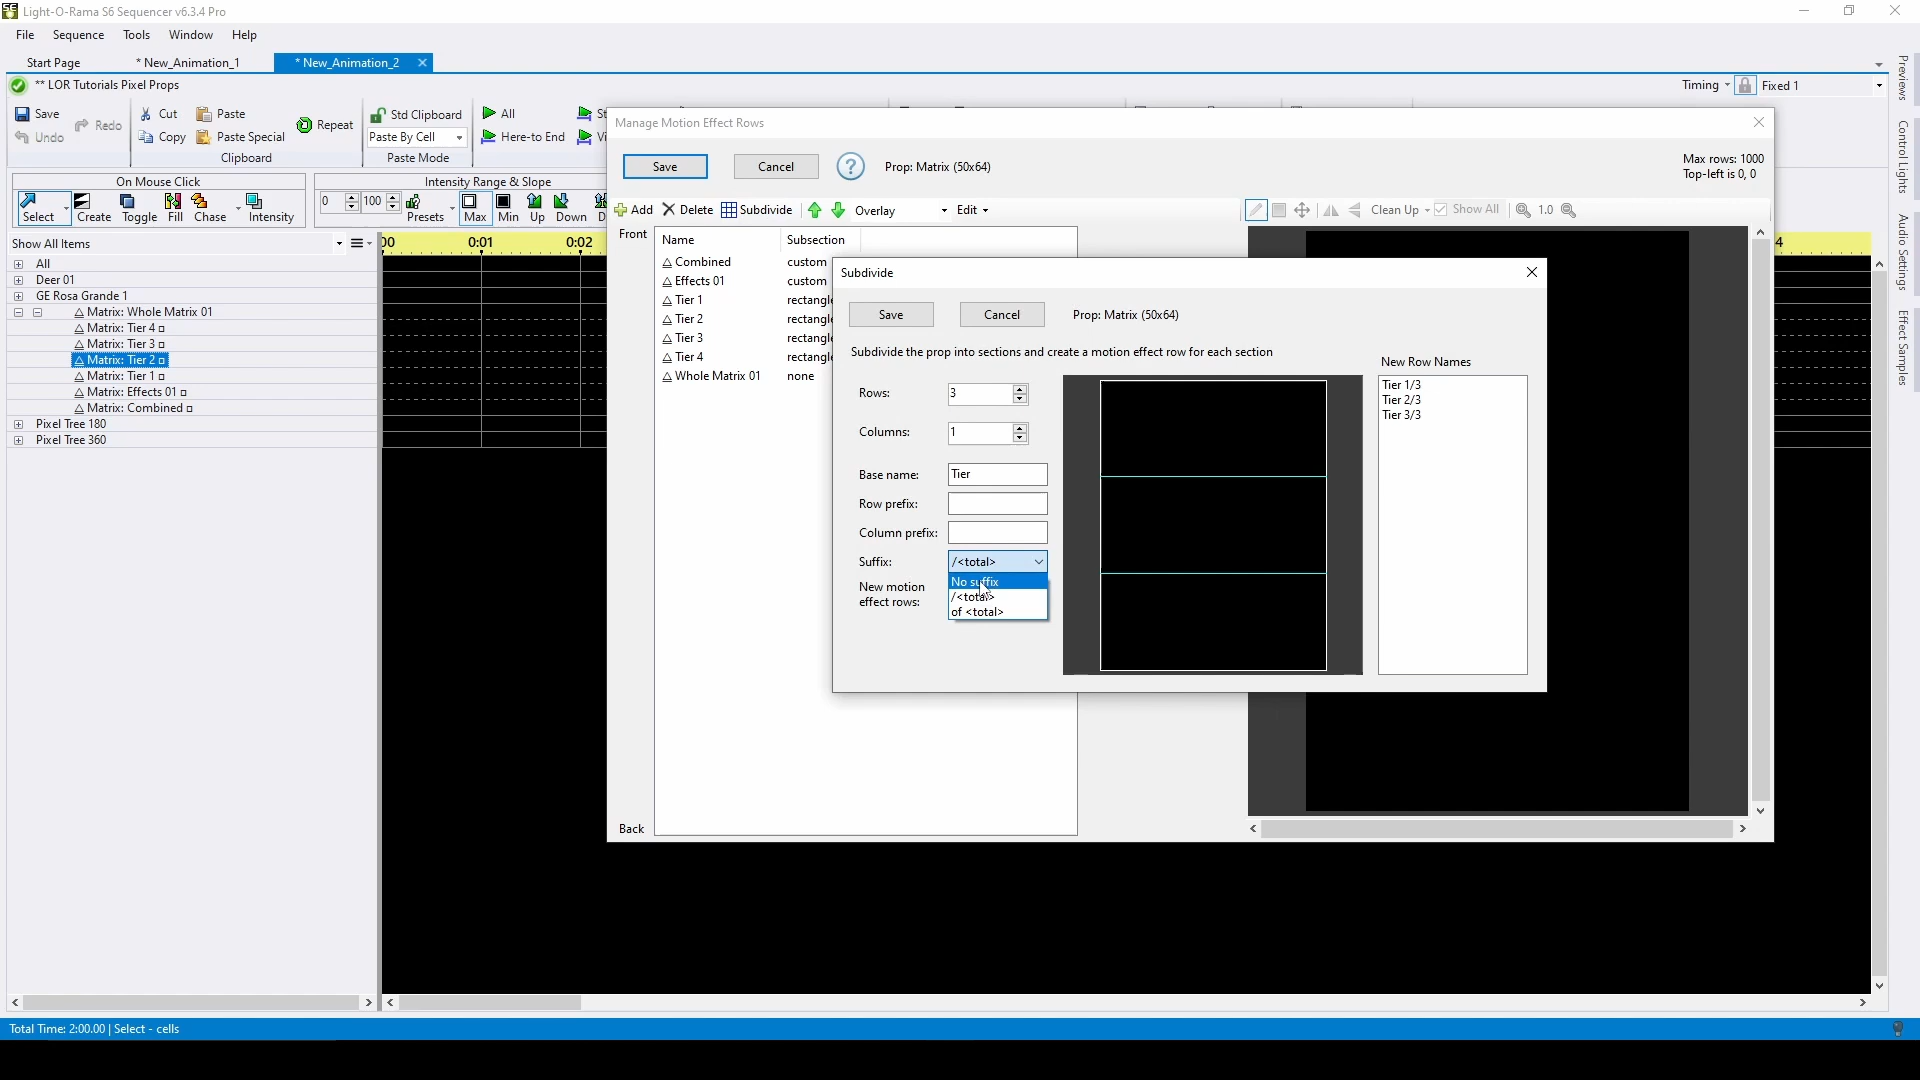 Light-O-Rama S6 Sequencer v6.3.4 Pro
File Sequence Tools Window Help
Start Page * New_Animation_1 * New_Animation_2
** LOR Tutorials Pixel Props Timing Fixed 1
Save Cut Paste Repeat Std Clipboard All
Undo Redo Copy Paste Special Paste By Cell Here-to End
Clipboard Paste Mode
On Mouse Click Intensity Range & Slope
0 100
Select Create Toggle Fill Chase Intensity Presets Max Min Up Down
Show All Items 0:01 0:02
All
Deer 01
GE Rosa Grande 1
Matrix: Whole Matrix 01
Matrix: Tier 4
Matrix: Tier 3
Matrix: Tier 2
Matrix: Tier 1
Matrix: Effects 01
Matrix: Combined
Pixel Tree 180
Pixel Tree 360
Manage Motion Effect Rows
Save Cancel ? Prop: Matrix (50x64)
Max rows: 1000
Top-left is 0, 0
Add Delete Subdivide Overlay Edit Clean Up Show All 1.0
Front
Name Subsection
Combined custom
Effects 01 custom
Tier 1 rectangle
Tier 2 rectangle
Tier 3 rectangle
Tier 4 rectangle
Whole Matrix 01 none
Back
Subdivide
Save Cancel Prop: Matrix (50x64)
Subdivide the prop into sections and create a motion effect row for each section
New Row Names
Tier 1/3
Tier 2/3
Tier 3/3
Rows: 3
Columns: 1
Base name: Tier
Row prefix:
Column prefix:
Suffix: /<total>
No suffix
/<total>
of <total>
New motion
effect rows:
Previews
Control Lights
Audio Settings
Effect Samples
Total Time: 2:00.00 | Select - cells